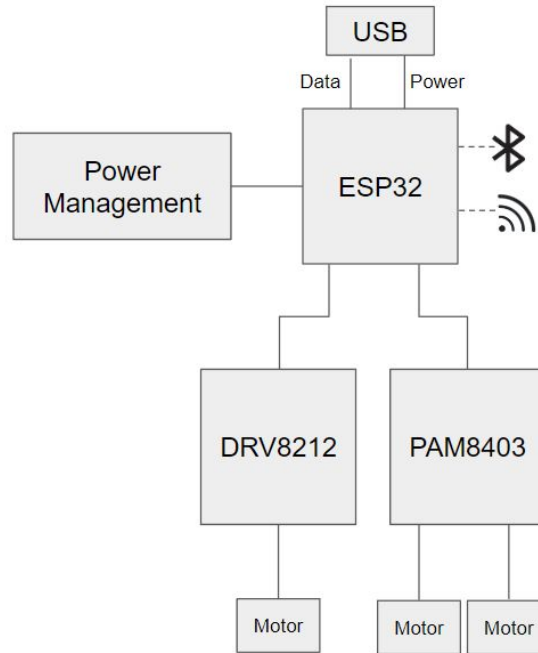 USB
Data Power
Power
Management
ESP32
DRV8212 PAM8403
Motor Motor Motor